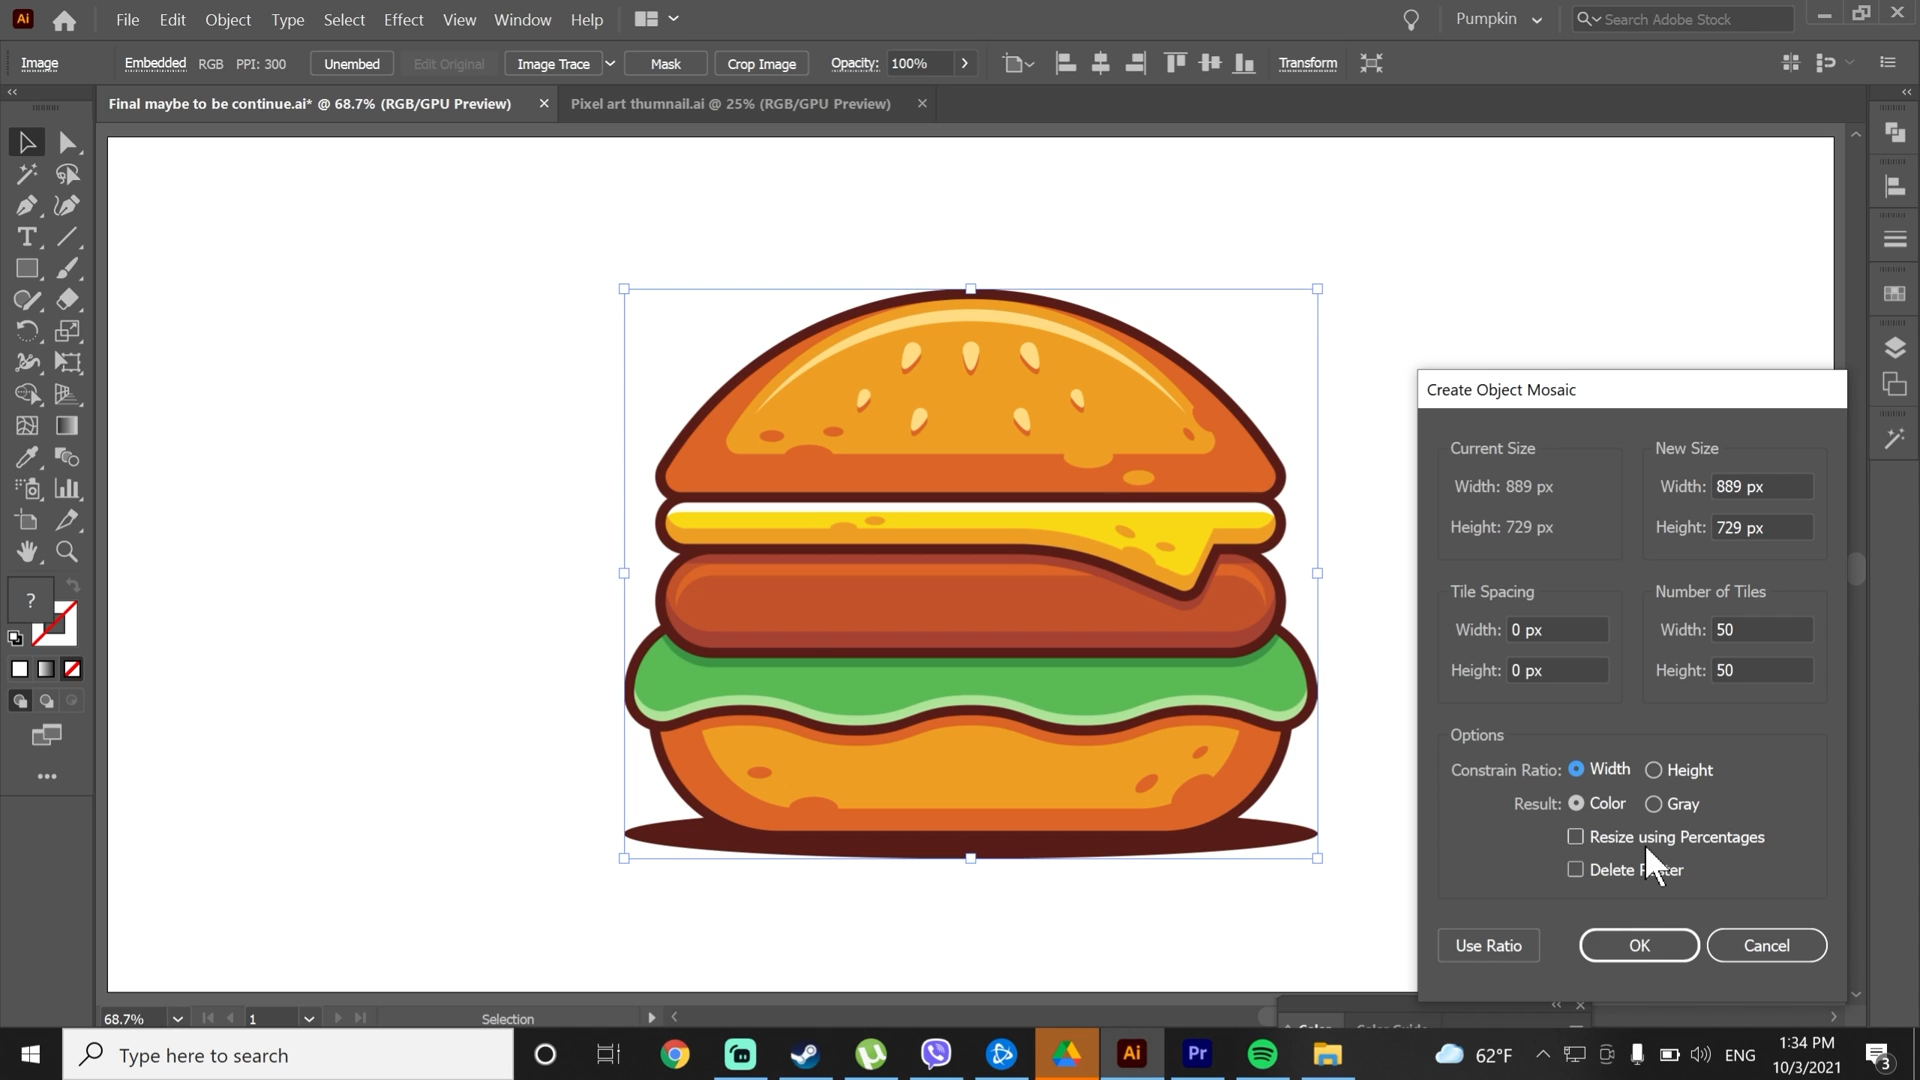 Ai File Edit Object Type Select Effect View Window Help Pumpkin Search Adobe Stock
Image Embedded RGB PPI: 300 Unembed Edit Original Image Trace Mask Crop Image Opacity: 100% Transform
Final maybe to be continue.ai* @ 68.7% (RGB/GPU Preview) Pixel art thumnail.ai @ 25% (RGB/GPU Preview)
?
Create Object Mosaic
Current Size New Size
Width: 889 px Width: 889 px
Height: 729 px Height: 729 px
Tile Spacing Number of Tiles
Width: 0 px Width: 50
Height: 0 px Height: 50
Options
Constrain Ratio: Width Height
Result: Color Gray
Resize using Percentages
Delete
Use Ratio OK Cancel
68.7% 1 Selection
Type here to search Ai Pr 62°F ENG 1:34 PM
10/3/2021 3